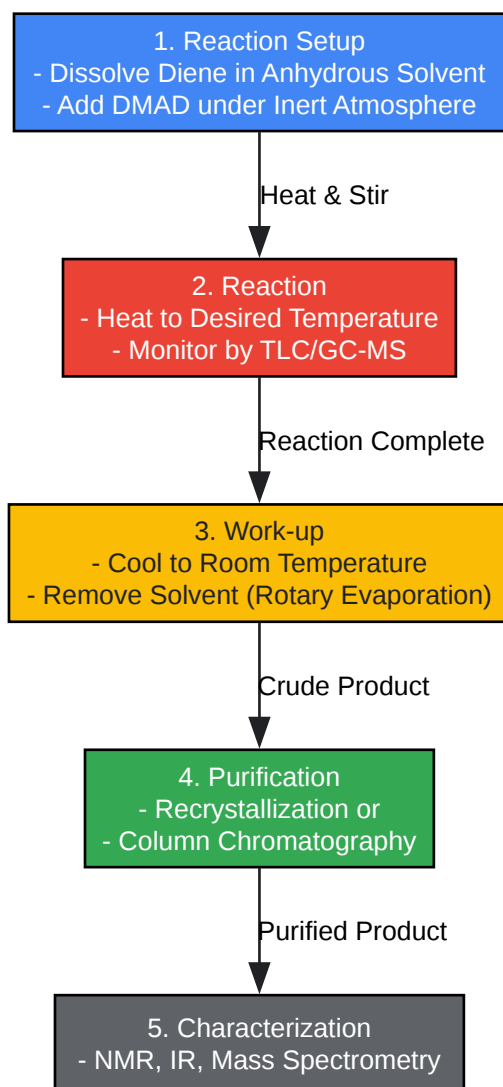 1. Reaction Setup
- Dissolve Diene in Anhydrous Solvent
- Add DMAD under Inert Atmosphere
Heat & Stir
2. Reaction
- Heat to Desired Temperature
- Monitor by TLC/GC-MS
Reaction Complete
3. Work-up
- Cool to Room Temperature
- Remove Solvent (Rotary Evaporation)
Crude Product
4. Purification
- Recrystallization or
- Column Chromatography
Purified Product
5. Characterization
- NMR, IR, Mass Spectrometry